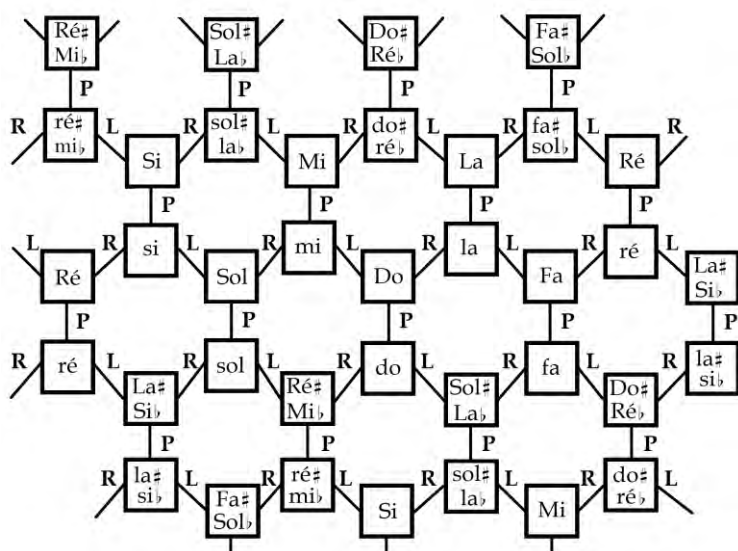 Ré♯ Sol♯ Do♯ Fa♯
Mi♭ La♭ Ré♭ Sol♭
P P P P
R ré♯ L R sol♯ L R do♯ L R fa♯ L R
mi♭ la♭ ré♭ sol♭
Si Mi La Ré
P P P P
L R si L R mi L R la L R ré L
La♯
Ré Sol Do Fa Si♭
P P P P P
R ré L R sol L R do L R fa L R la♯
si♭
La♯ Ré♯ Sol♯ Do♯
Si♭ Mi♭ La♭ Ré♭
P P P P
R la♯ L R ré♯ L R sol♯ L R do♯ L
si♭ mi♭ la♭ ré♭
Fa♯ Si Mi
Sol♭